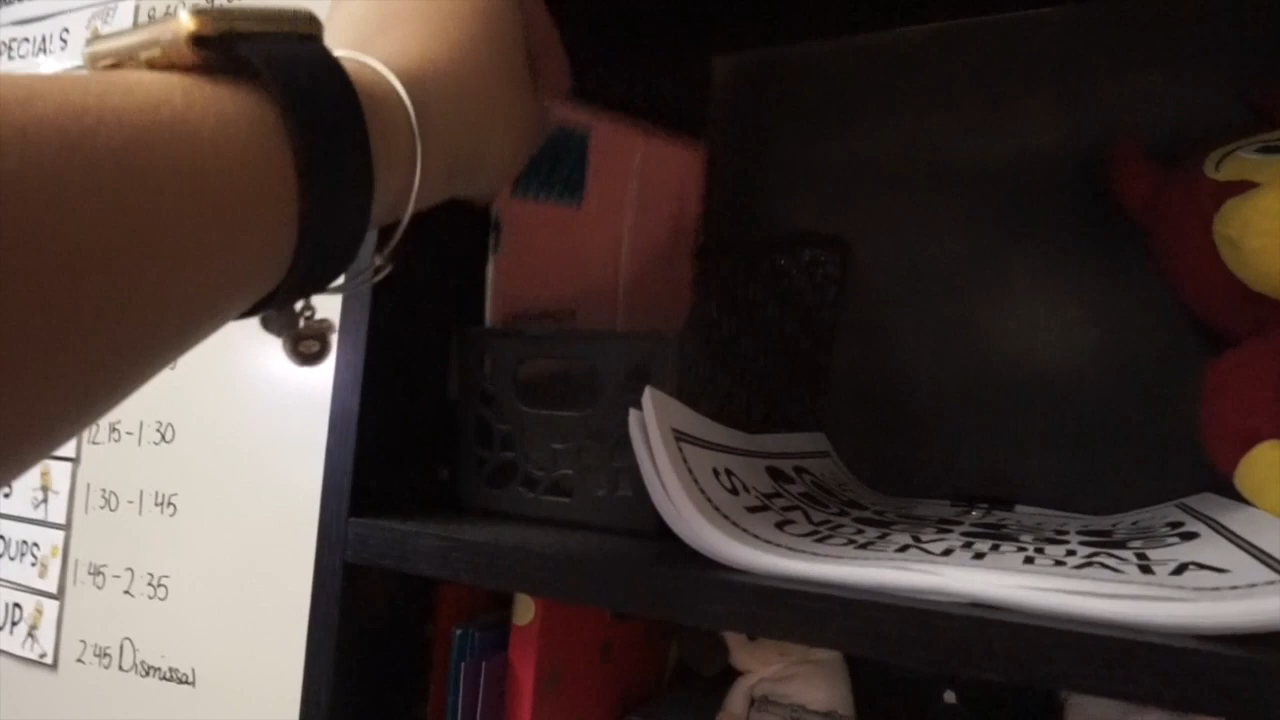 PECIALS
12:15-1:30
1:30-1:45
1:45-2:35
2:45 Dismissal
S
OUPS
UP
INDIVIDUAL
STUDENT DATA